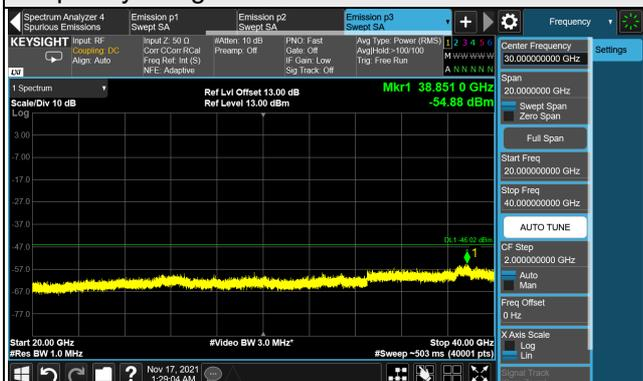 Spectrum Analyzer 4
Spurious Emissions
Emission p1
Swept SA
Emission p2
Swept SA
Emission p3
Swept SA
Frequency
KEYSIGHT
Input: RF
Coupling: DC
Align: Auto
Input Z: 50 Ω
Corr CCorr RCal
Freq Ref: Int (S)
NFE: Adaptive
#Atten: 10 dB
Preamp: Off
PNO: Fast
Gate: Off
IF Gain: Low
Sig Track: Off
Avg Type: Power (RMS)
Avg|Hold:>100/100
Trig: Free Run
1 2 3 4 5 6
M W W W W W
A N N N N N
LXI
1 Spectrum
Scale/Div 10 dB
Log
Ref Lvl Offset 13.00 dB
Ref Level 13.00 dBm
Mkr1 38.851 0 GHz
-54.88 dBm
3.00
-7.00
-17.0
-27.0
-37.0
-47.0
-57.0
-67.0
-77.0
DL1 -46.02 dBm
1
Start 20.00 GHz
#Res BW 1.0 MHz
#Video BW 3.0 MHz*
Stop 40.00 GHz
#Sweep ~503 ms (40001 pts)
Nov 17, 2021
1:29:04 AM
Center Frequency
30.000000000 GHz
Settings
Span
20.0000000 GHz
Swept Span
Zero Span
Full Span
Start Freq
20.000000000 GHz
Stop Freq
40.000000000 GHz
AUTO TUNE
CF Step
2.000000000 GHz
Auto
Man
Freq Offset
0 Hz
X Axis Scale
Log
Lin
Signal Track